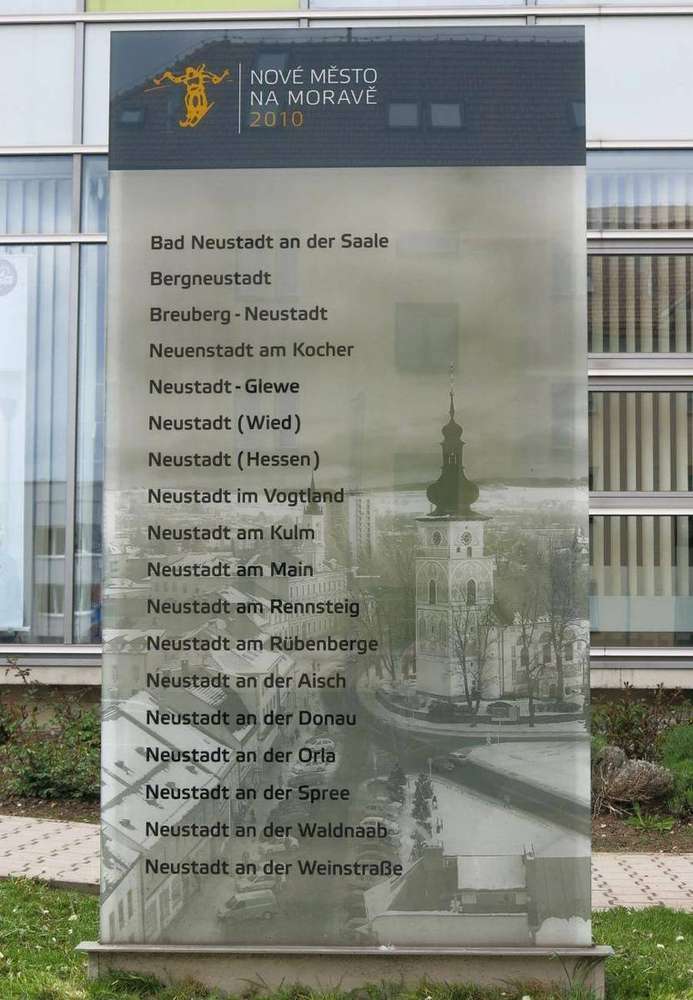 NOVÉ MĚSTO
NA MORAVĚ
2010
Bad Neustadt an der Saale
Bergneustadt
Breuberg - Neustadt
Neuenstadt am Kocher
Neustadt - Glewe
Neustadt (Wied)
Neustadt (Hessen)
Neustadt im Vogtland
Neustadt am Kulm
Neustadt am Main
Neustadt am Rennsteig
Neustadt am Rübenberge
Neustadt an der Aisch
Neustadt an der Donau
Neustadt an der Orla
Neustadt an der Spree
Neustadt an der Waldnaab
Neustadt an der Weinstraße